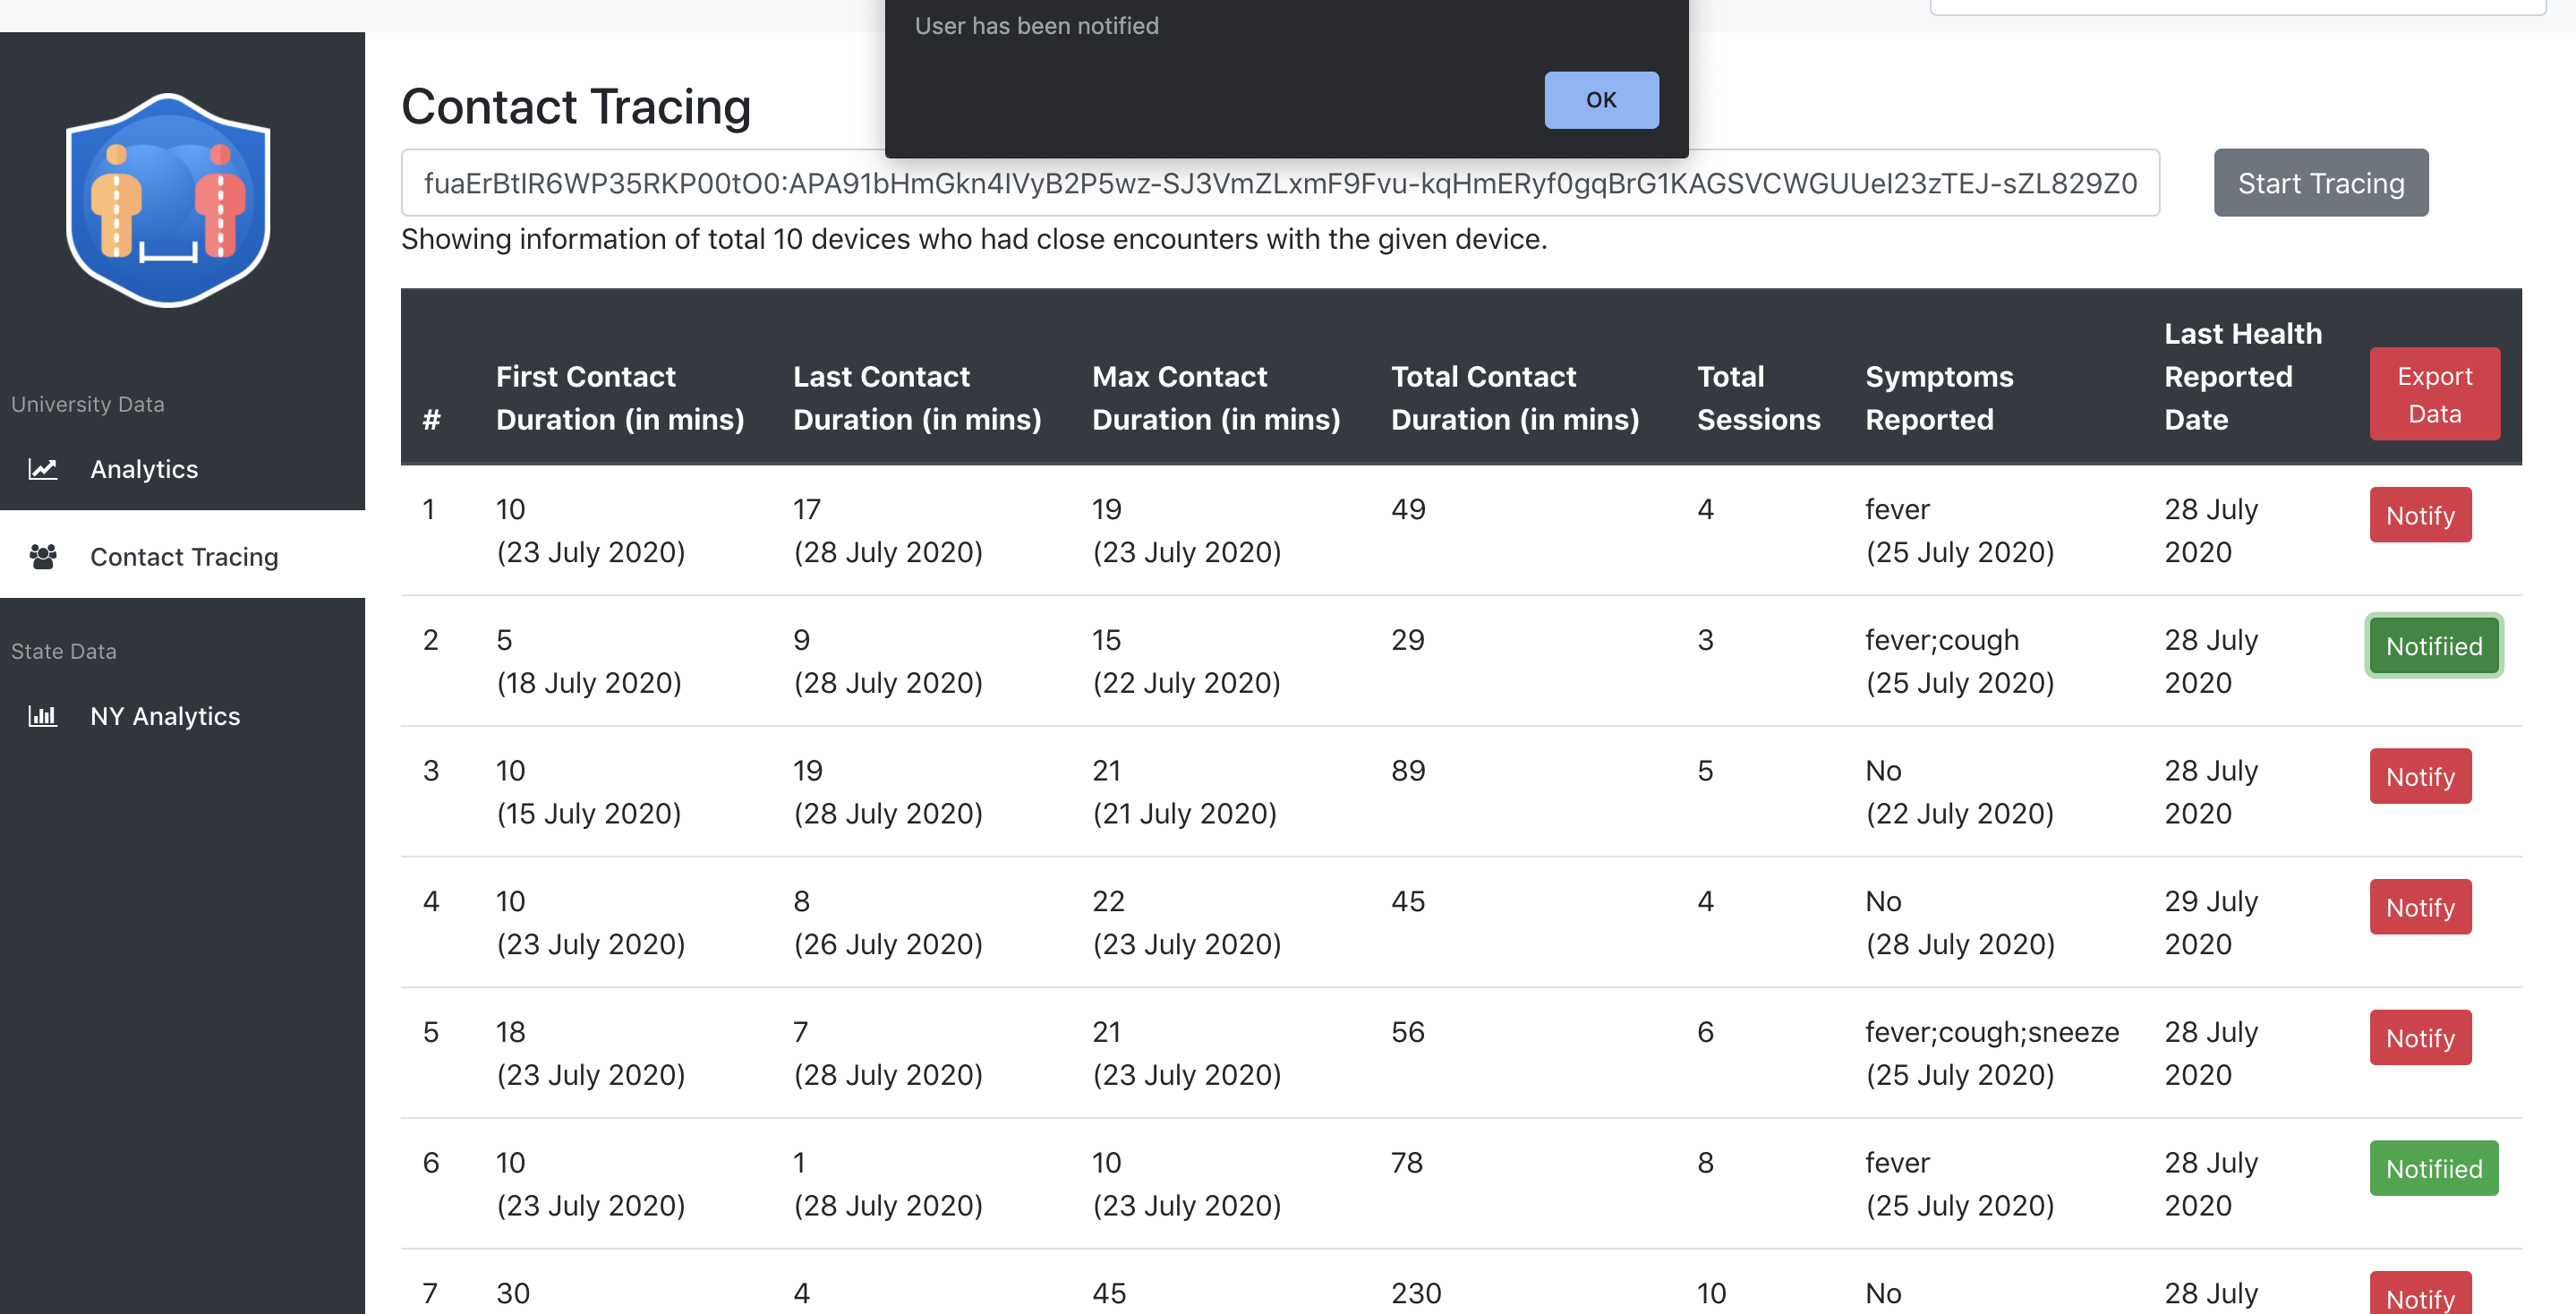 User has been notified
OK
Contact Tracing
fuaErBtIR6WP35RKP00tO0:APA91bHmGkn4IVyB2P5wz-SJ3VmZLxmF9Fvu-kqHmERyf0gqBrG1KAGSVCWGUUeI23zTEJ-sZL829Z0
Start Tracing
Showing information of total 10 devices who had close encounters with the given device.
University Data
Analytics
Contact Tracing
State Data
NY Analytics
# First Contact Duration (in mins) Last Contact Duration (in mins) Max Contact Duration (in mins) Total Contact Duration (in mins) Total Sessions Symptoms Reported Last Health Reported Date Export Data
1 10 17 19 49 4 fever 28 July Notify
(23 July 2020) (28 July 2020) (23 July 2020) (25 July 2020) 2020
2 5 9 15 29 3 fever;cough 28 July Notifiied
(18 July 2020) (28 July 2020) (22 July 2020) (25 July 2020) 2020
3 10 19 21 89 5 No 28 July Notify
(15 July 2020) (28 July 2020) (21 July 2020) (22 July 2020) 2020
4 10 8 22 45 4 No 29 July Notify
(23 July 2020) (26 July 2020) (23 July 2020) (28 July 2020) 2020
5 18 7 21 56 6 fever;cough;sneeze 28 July Notify
(23 July 2020) (28 July 2020) (23 July 2020) (25 July 2020) 2020
6 10 1 10 78 8 fever 28 July Notifiied
(23 July 2020) (28 July 2020) (23 July 2020) (25 July 2020) 2020
7 30 4 45 230 10 No 28 July Notify